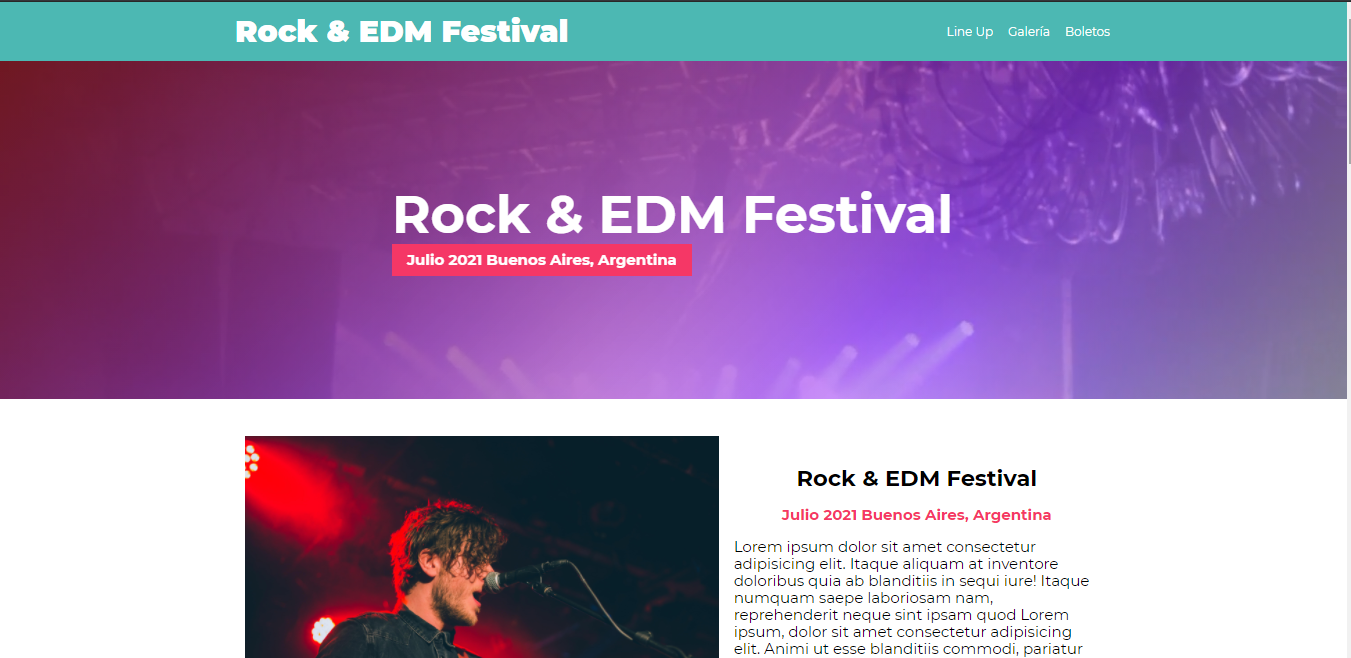 Rock & EDM Festival
Line Up Galería Boletos
Rock & EDM Festival
Julio 2021 Buenos Aires, Argentina
Rock & EDM Festival
Julio 2021 Buenos Aires, Argentina
Lorem ipsum dolor sit amet consectetur
adipisicing elit. Itaque aliquam at inventore
doloribus quia ab blanditiis in sequi iure! Itaque
numquam saepe laboriosam nam,
reprehenderit neque sint ipsam quod Lorem
ipsum, dolor sit amet consectetur adipisicing
elit. Animi ut esse blanditiis commodi, pariatur